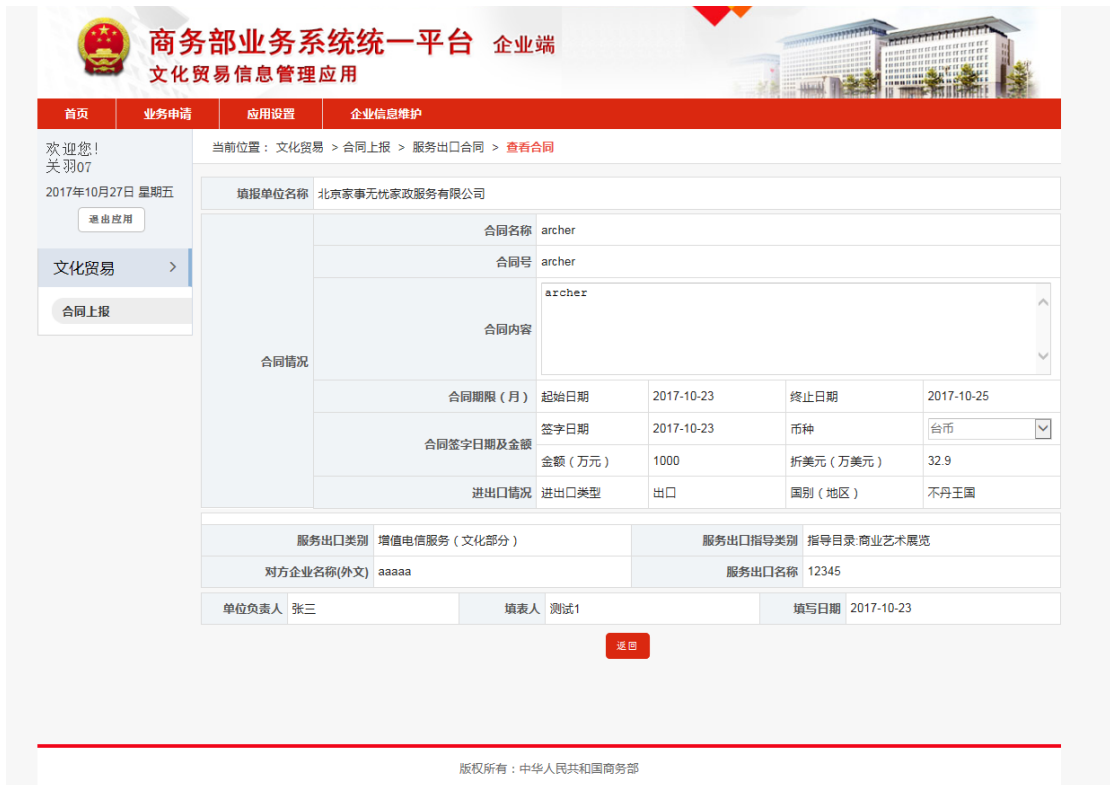 商务部业务系统统一平台 企业端
文化贸易信息管理应用
首页 业务申请 应用设置 企业信息维护
欢迎您!
关羽07
2017年10月27日 星期五
退出应用
文化贸易 >
合同上报
当前位置： 文化贸易 > 合同上报 > 服务出口合同 > 查看合同
填报单位名称 北京家事无忧家政服务有限公司
合同情况
合同名称 archer
合同号 archer
合同内容 archer
合同期限（月） 起始日期 2017-10-23 终止日期 2017-10-25
合同签字日期及金额
签字日期 2017-10-23 币种 台币
金额（万元） 1000 折美元（万美元） 32.9
进出口情况 进出口类型 出口 国别（地区） 不丹王国
服务出口类别 增值电信服务（文化部分） 服务出口指导类别 指导目录:商业艺术展览
对方企业名称(外文) aaaaa 服务出口名称 12345
单位负责人 张三 填表人 测试1 填写日期 2017-10-23
返回
版权所有：中华人民共和国商务部